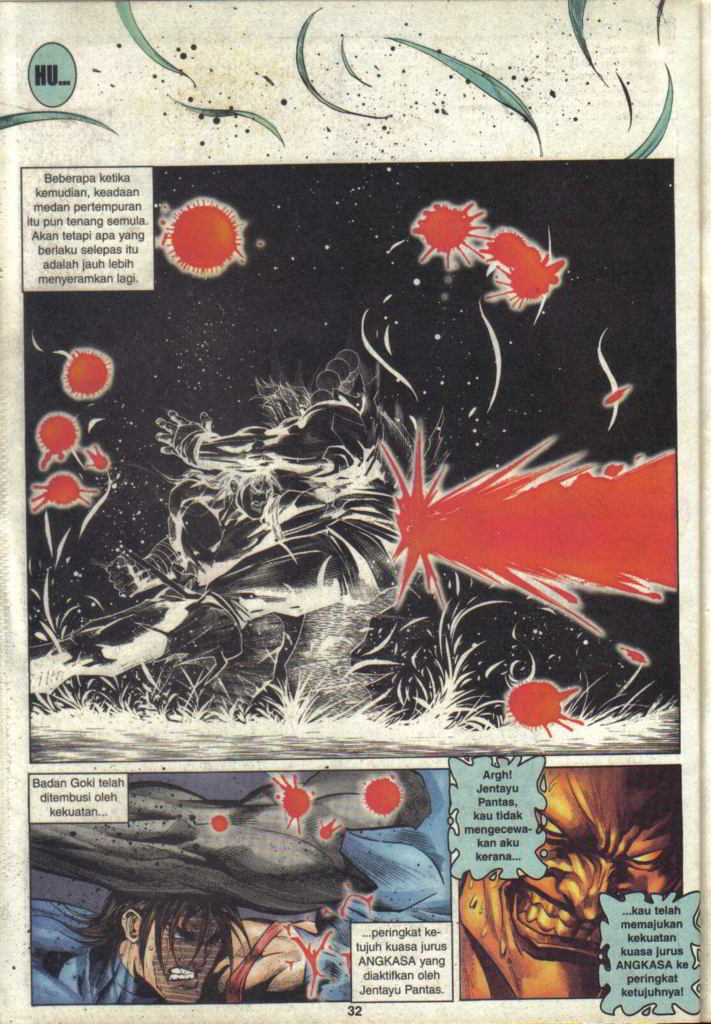 HU...
Beberapa ketika
kemudian, keadaan
medan pertempuran
itu pun tenang semula.
Akan tetapi apa yang
berlaku selepas itu
adalah jauh lebih
menyeramkan lagi.
Badan Goki telah
ditembusi oleh
kekuatan...
...peringkat ke-
tujuh kuasa jurus
ANGKASA yang
diaktifkan oleh
Jentayu Pantas.
Argh!
Jentayu
Pantas,
kau tidak
mengecewa-
kan aku
kerana...
...kau telah
memajukan
kekuatan
kuasa jurus
ANGKASA ke
peringkat
ketujuhnya!
32